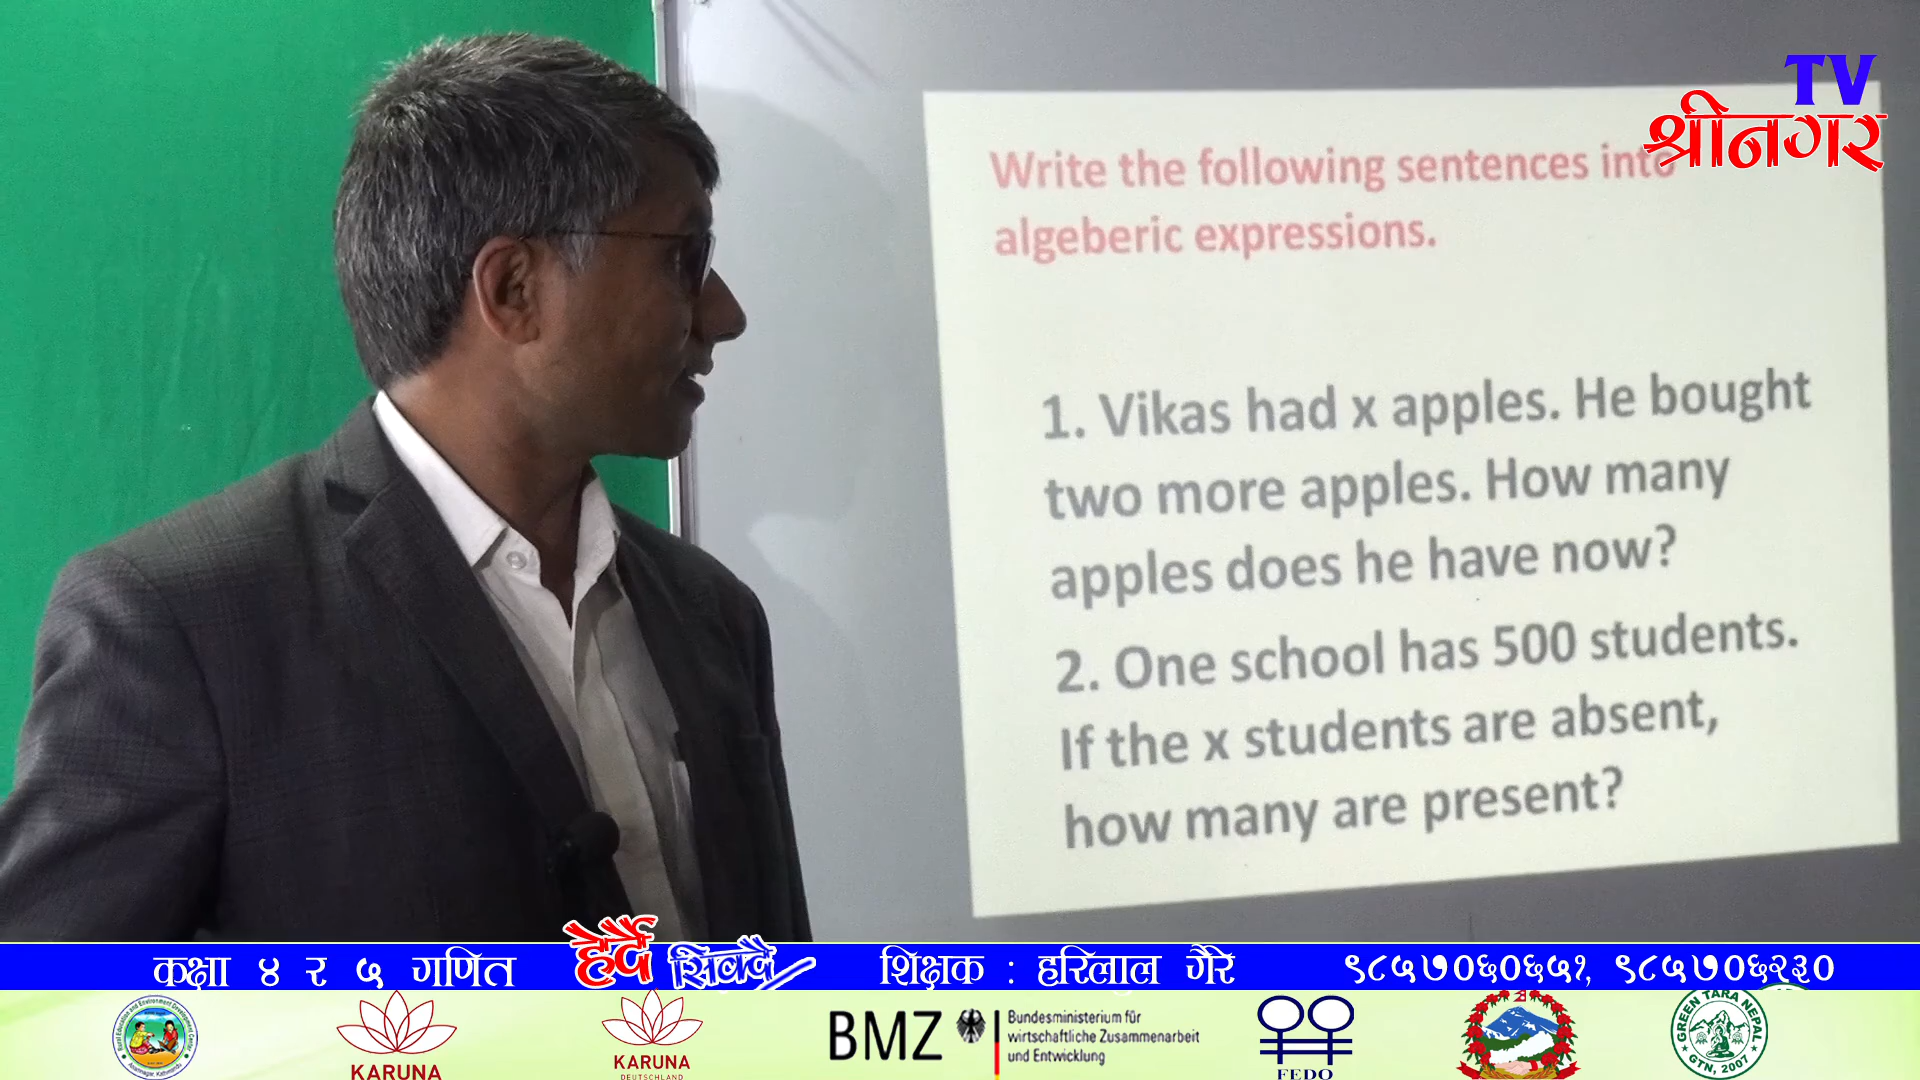 TV
श्रीनगर
Write the following sentences into
algeberic expressions.
1. Vikas had x apples. He bought
two more apples. How many
apples does he have now?
2. One school has 500 students.
If the x students are absent,
how many are present?
कक्षा ४ र ५ गणित हेर्दै सिक्दै शिक्षक : हरिलाल गैरे ९८५७०६०६५१, ९८५७०६२२३०
KARUNA
KARUNA
DEUTSCHLAND
BMZ
Bundesministerium für
wirtschaftliche Zusammenarbeit
und Entwicklung
FEDO
GREEN TARA NEPAL
GTN, 2007